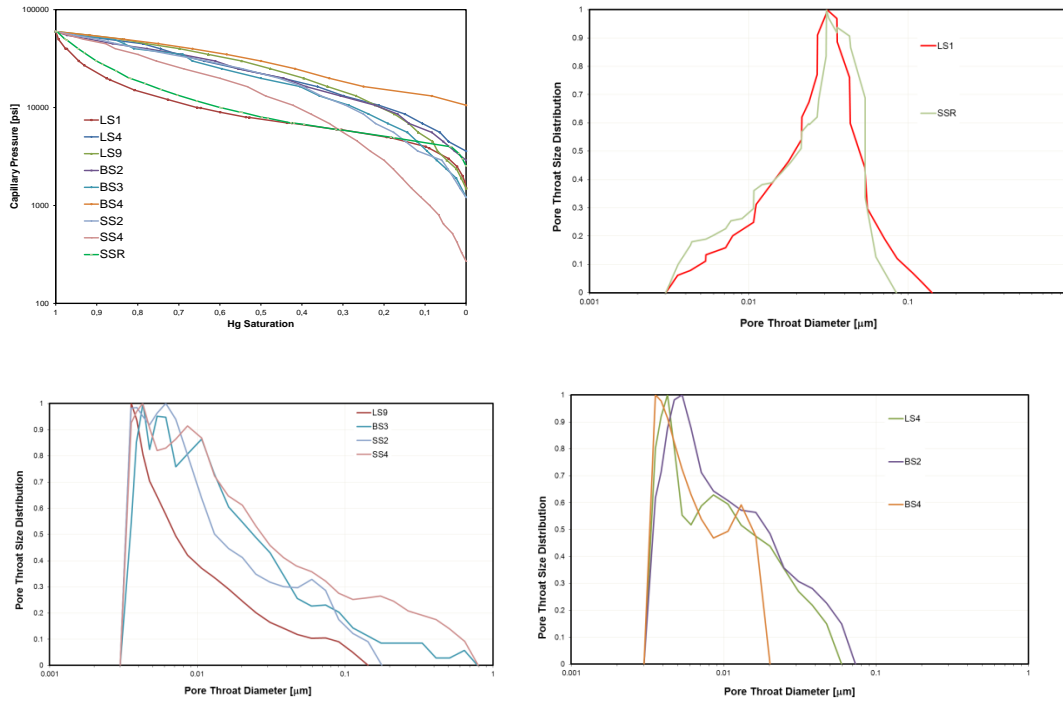 Capillary Pressure [psi]
100000
10000
1000
100
LS1
LS4
LS9
BS2
BS3
BS4
SS2
SS4
SSR
1 0,9 0,8 0,7 0,6 0,5 0,4 0,3 0,2 0,1 0
Hg Saturation
Pore Throat Size Distribution
1
0.9
0.8
0.7
0.6
0.5
0.4
0.3
0.2
0.1
0
LS1
SSR
0.001 0.01 0.1
Pore Throat Diameter [μm]
Pore Throat Size Distribution
1
0.9
0.8
0.7
0.6
0.5
0.4
0.3
0.2
0.1
0
LS9
BS3
SS2
SS4
0.001 0.01 0.1 1
Pore Throat Diameter [μm]
Pore Throat Size Distribution
1
0.9
0.8
0.7
0.6
0.5
0.4
0.3
0.2
0.1
0
LS4
BS2
BS4
0.001 0.01 0.1 1
Pore Throat Diameter [μm]